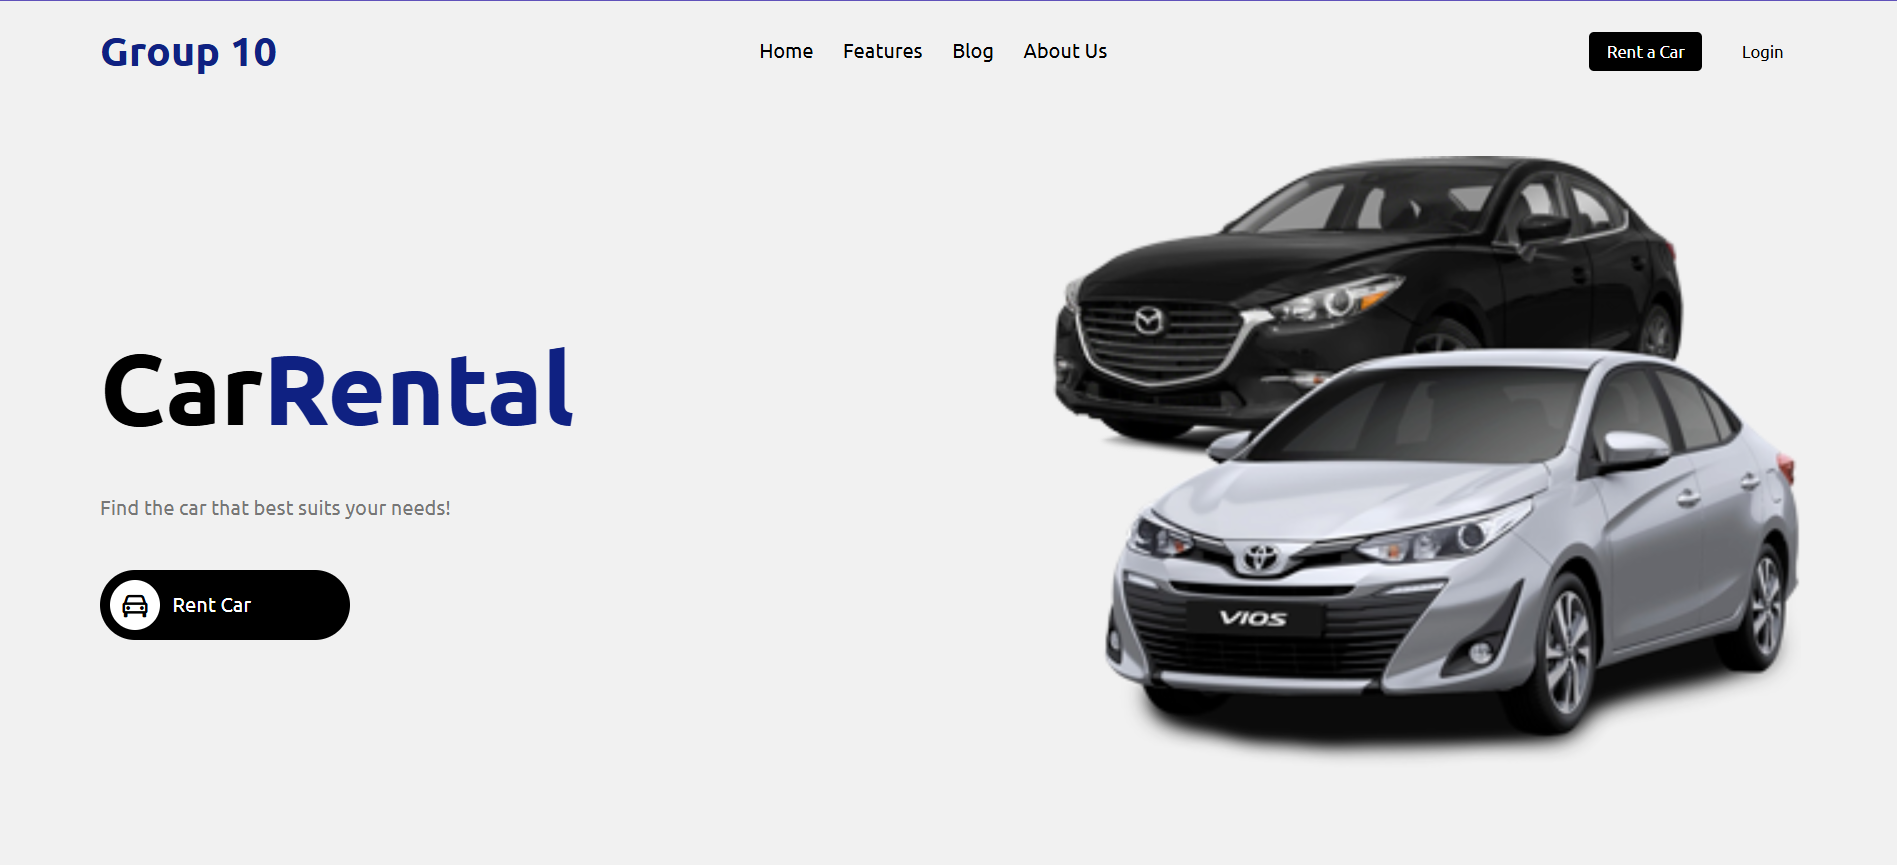 Group 10
Home Features Blog About Us
Rent a Car Login
CarRental
Find the car that best suits your needs!
Rent Car
VIOS